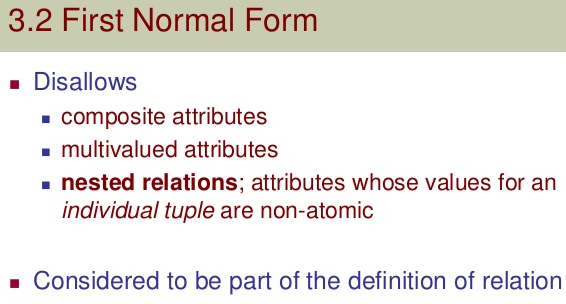 3.2 First Normal Form
Disallows
composite attributes
multivalued attributes
nested relations; attributes whose values for an
individual tuple are non-atomic
Considered to be part of the definition of relation